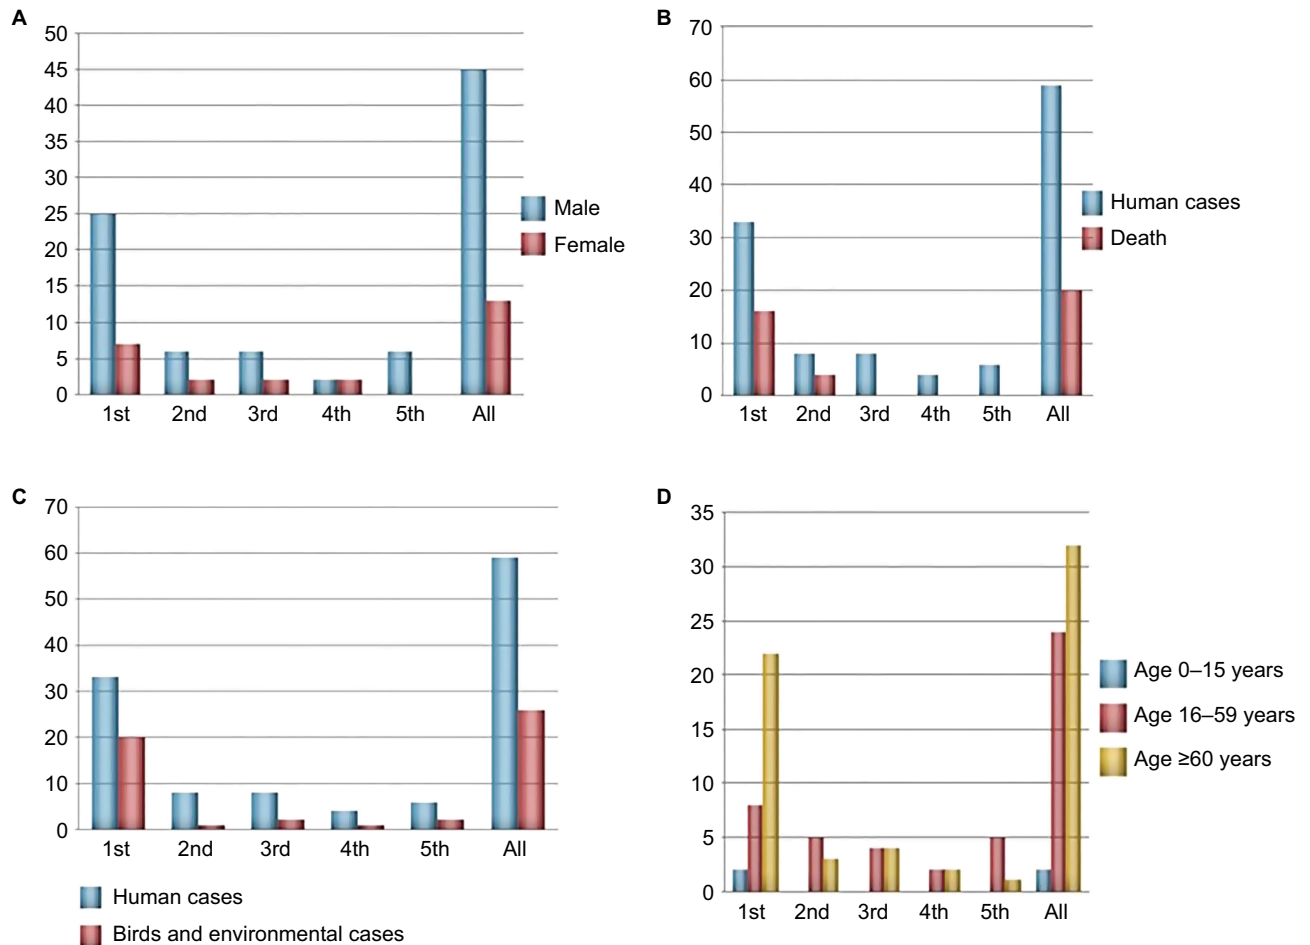 A
50
45
40
35
30
25
20
15
10
5
0
1st 2nd 3rd 4th 5th All
Male
Female
B
70
60
50
40
30
20
10
0
1st 2nd 3rd 4th 5th All
Human cases
Death
C
70
60
50
40
30
20
10
0
1st 2nd 3rd 4th 5th All
Human cases
Birds and environmental cases
D
35
30
25
20
15
10
5
0
1st 2nd 3rd 4th 5th All
Age 0–15 years
Age 16–59 years
Age ≥60 years